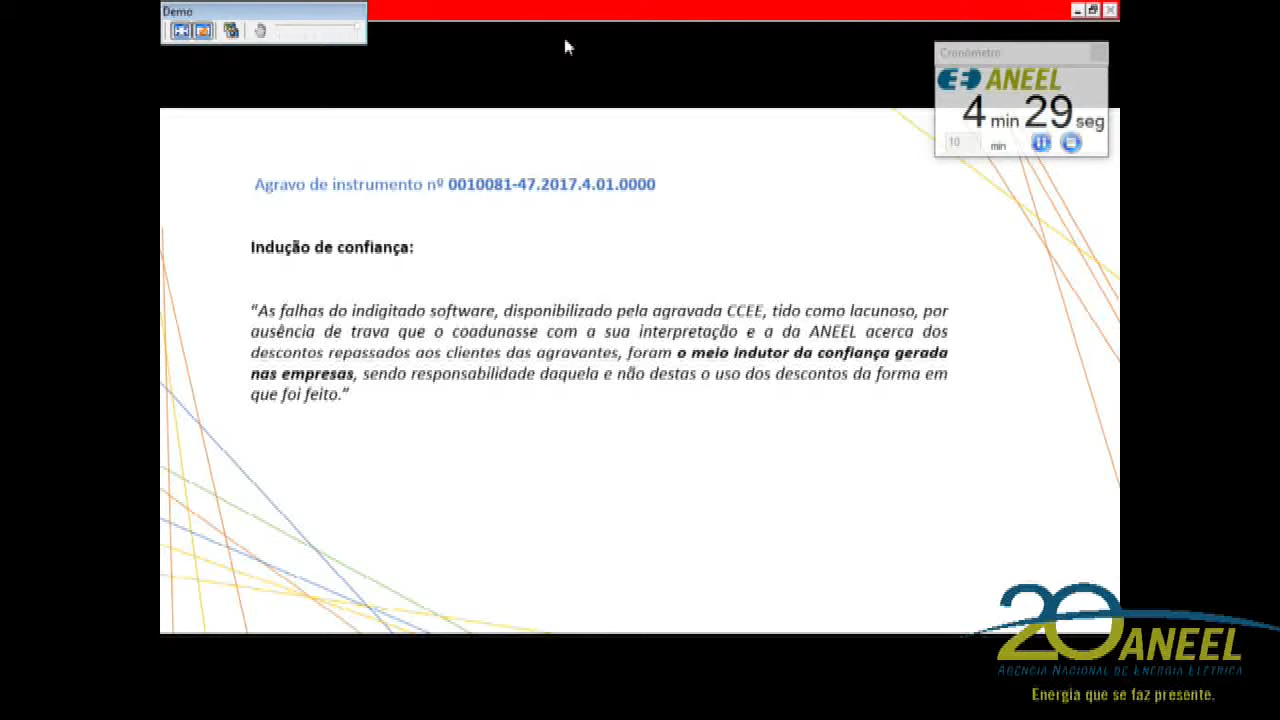 Demo
Cronômetro
ANEEL
4 min 29 seg
10 min
Agravo de instrumento nº 0010081-47.2017.4.01.0000
Indução de confiança:
“As falhas do indigitado software, disponibilizado pela agravada CCEE, tido como lacunoso, por
ausência de trava que o coadunasse com a sua interpretação e a da ANEEL acerca dos
descontos repassados aos clientes das agravantes, foram o meio indutor da confiança gerada
nas empresas, sendo responsabilidade daquela e não destas o uso dos descontos da forma em
que foi feito.”
20 ANEEL
AGÊNCIA NACIONAL DE ENERGIA ELÉTRICA
Energia que se faz presente.